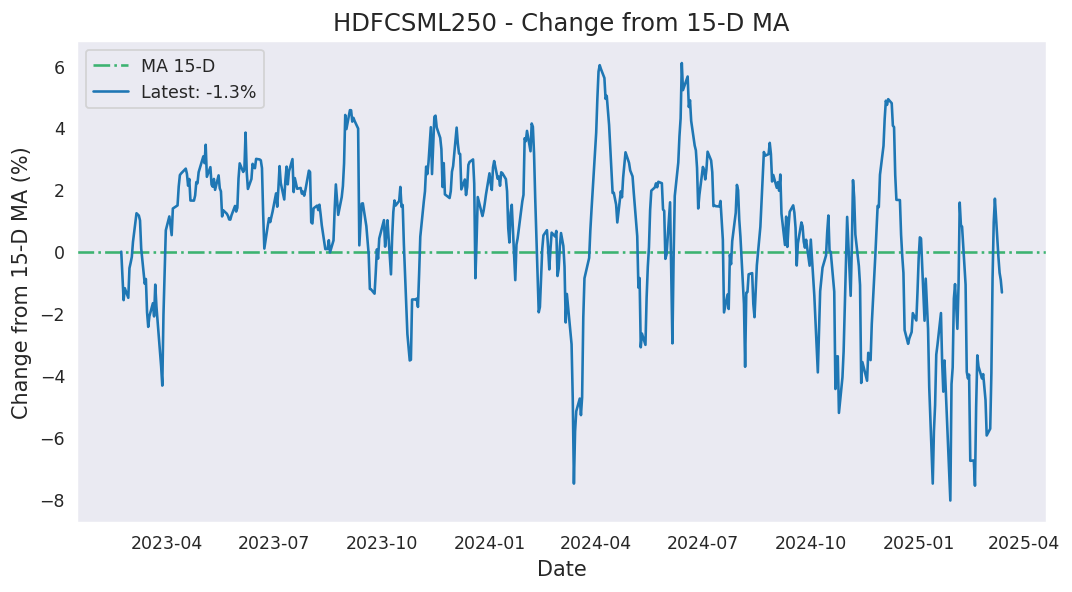 HDFCSML250 - Change from 15-D MA
MA 15-D
Latest: -1.3%
Change from 15-D MA (%)
6
4
2
0
−2
−4
−6
−8
2023-04 2023-07 2023-10 2024-01 2024-04 2024-07 2024-10 2025-01 2025-04
Date